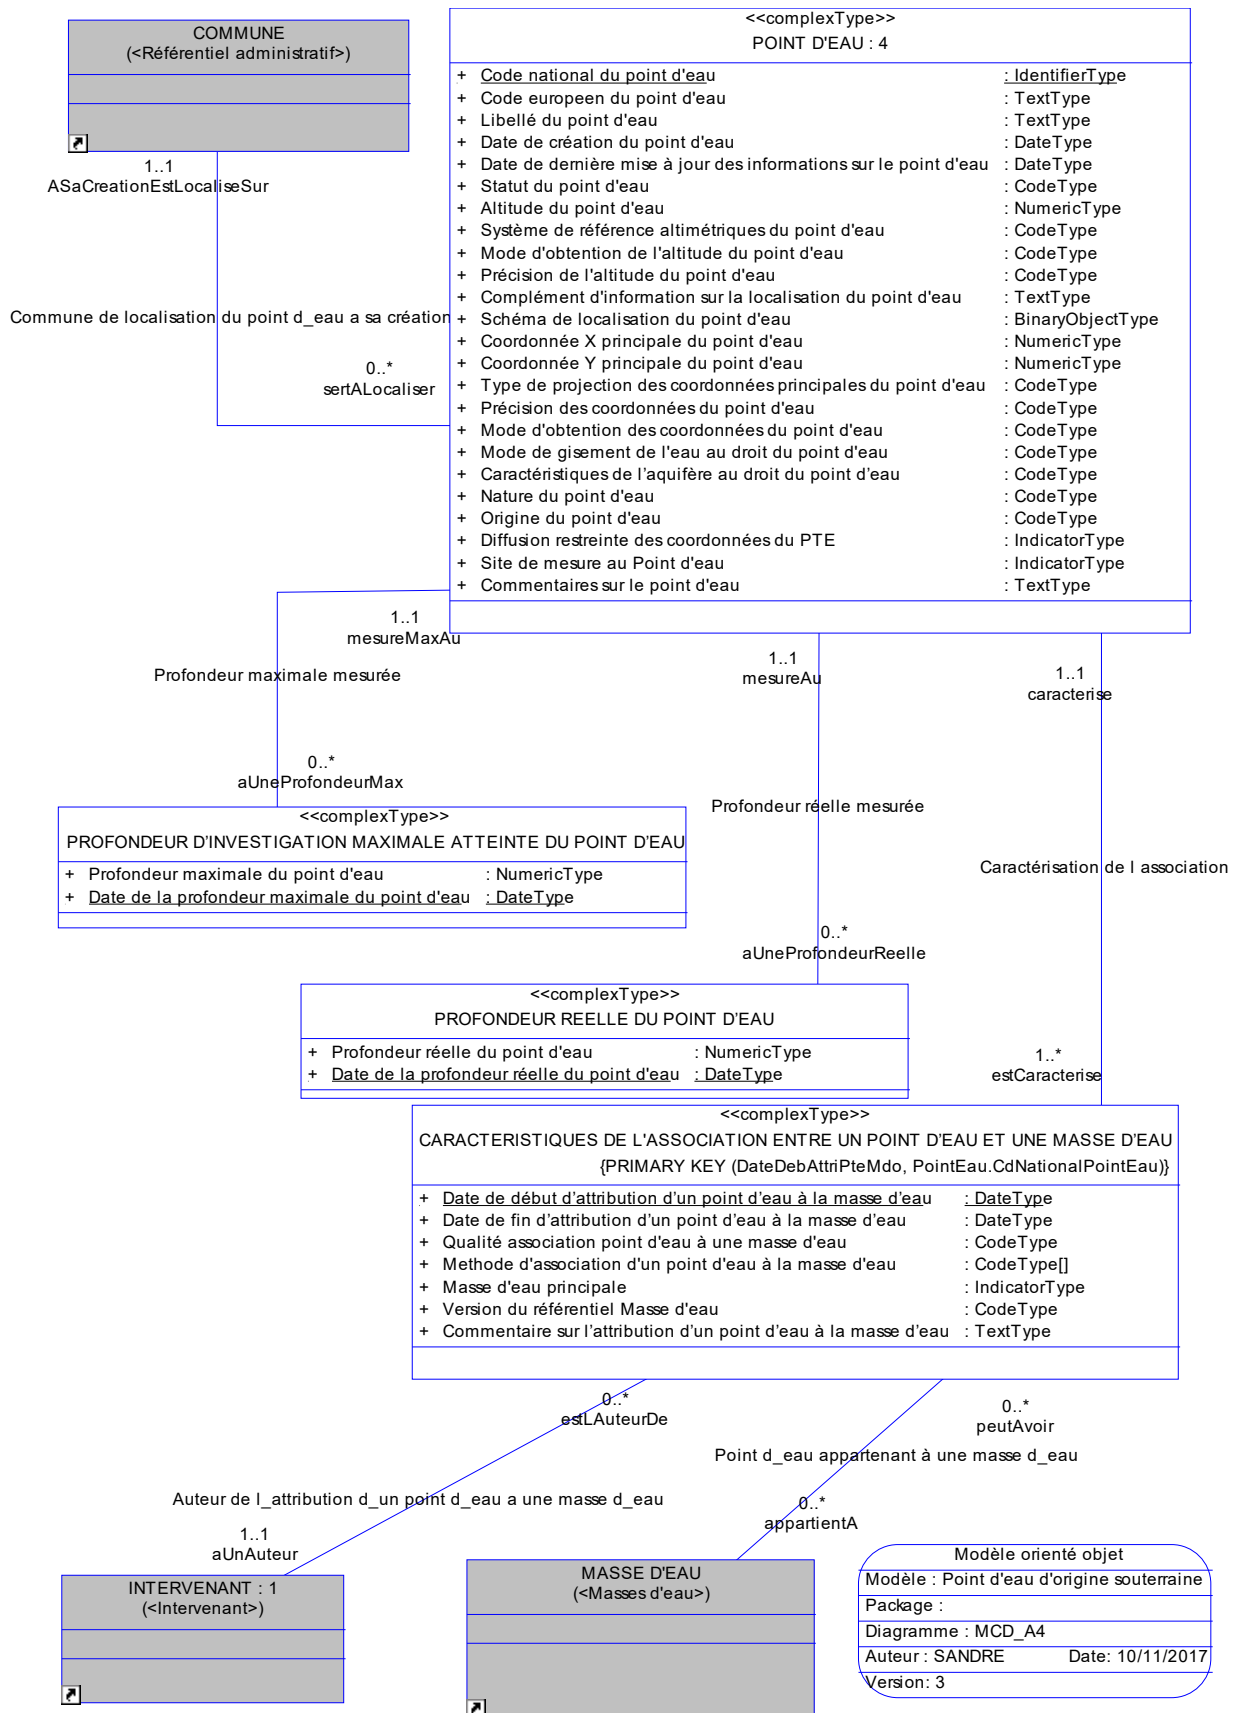 COMMUNE
(<Référentiel administratif>)
<<complexType>>
POINT D'EAU : 4
+ Code national du point d'eau : IdentifierType
+ Code europeen du point d'eau : TextType
+ Libellé du point d'eau : TextType
+ Date de création du point d'eau : DateType
+ Date de dernière mise à jour des informations sur le point d'eau : DateType
+ Statut du point d'eau : CodeType
+ Altitude du point d'eau : NumericType
+ Système de référence altimétriques du point d'eau : CodeType
+ Mode d'obtention de l'altitude du point d'eau : CodeType
+ Précision de l'altitude du point d'eau : CodeType
+ Complément d'information sur la localisation du point d'eau : TextType
+ Schéma de localisation du point d'eau : BinaryObjectType
+ Coordonnée X principale du point d'eau : NumericType
+ Coordonnée Y principale du point d'eau : NumericType
+ Type de projection des coordonnées principales du point d'eau : CodeType
+ Précision des coordonnées du point d'eau : CodeType
+ Mode d'obtention des coordonnées du point d'eau : CodeType
+ Mode de gisement de l'eau au droit du point d'eau : CodeType
+ Caractéristiques de l’aquifère au droit du point d’eau : CodeType
+ Nature du point d'eau : CodeType
+ Origine du point d'eau : CodeType
+ Diffusion restreinte des coordonnées du PTE : IndicatorType
+ Site de mesure au Point d'eau : IndicatorType
+ Commentaires sur le point d'eau : TextType
1..1
ASaCreationEstLocaliseSur
Commune de localisation du point d_eau a sa création
0..*
sertALocaliser
1..1
mesureMaxAu
Profondeur maximale mesurée
0..*
aUneProfondeurMax
1..1
mesureAu
Profondeur réelle mesurée
0..*
aUneProfondeurReelle
1..1
caracterise
Caractérisation de l association
1..*
estCaracterise
<<complexType>>
PROFONDEUR D’INVESTIGATION MAXIMALE ATTEINTE DU POINT D’EAU
+ Profondeur maximale du point d'eau : NumericType
+ Date de la profondeur maximale du point d'eau : DateType
<<complexType>>
PROFONDEUR REELLE DU POINT D’EAU
+ Profondeur réelle du point d'eau : NumericType
+ Date de la profondeur réelle du point d'eau : DateType
<<complexType>>
CARACTERISTIQUES DE L'ASSOCIATION ENTRE UN POINT D’EAU ET UNE MASSE D’EAU
{PRIMARY KEY (DateDebAttriPteMdo, PointEau.CdNationalPointEau)}
+ Date de début d’attribution d’un point d’eau à la masse d’eau : DateType
+ Date de fin d’attribution d’un point d’eau à la masse d’eau : DateType
+ Qualité association point d'eau à une masse d'eau : CodeType
+ Methode d'association d'un point d'eau à la masse d'eau : CodeType[]
+ Masse d'eau principale : IndicatorType
+ Version du référentiel Masse d'eau : CodeType
+ Commentaire sur l’attribution d’un point d’eau à la masse d’eau : TextType
0..*
estLAuteurDe
Auteur de l_attribution d_un point d_eau a une masse d_eau
1..1
aUnAuteur
0..*
peutAvoir
Point d_eau appartenant à une masse d_eau
0..*
appartientA
INTERVENANT : 1
(<Intervenant>)
MASSE D'EAU
(<Masses d'eau>)
Modèle orienté objet
Modèle : Point d'eau d'origine souterraine
Package :
Diagramme : MCD_A4
Auteur : SANDRE Date: 10/11/2017
Version: 3